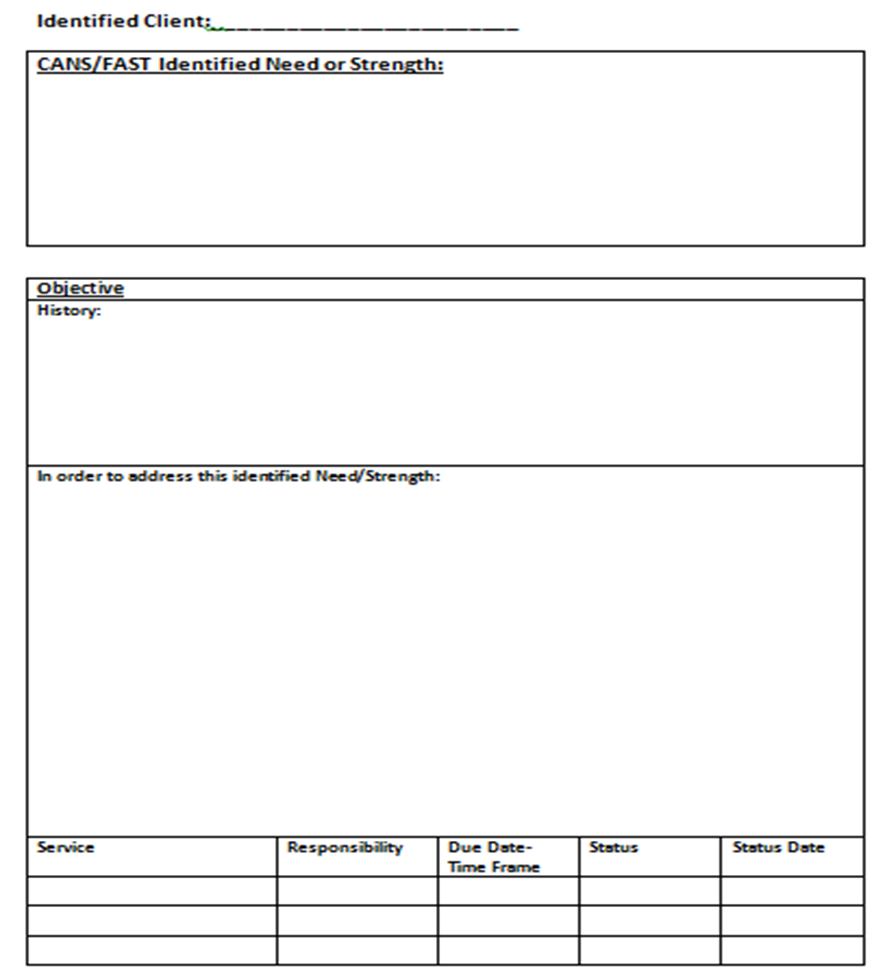 Identified Client:_________________________
CANS/FAST Identified Need or Strength:
Objective
History:
In order to address this identified Need/Strength:
Service Responsibility Due Date- Status Status Date
Time Frame